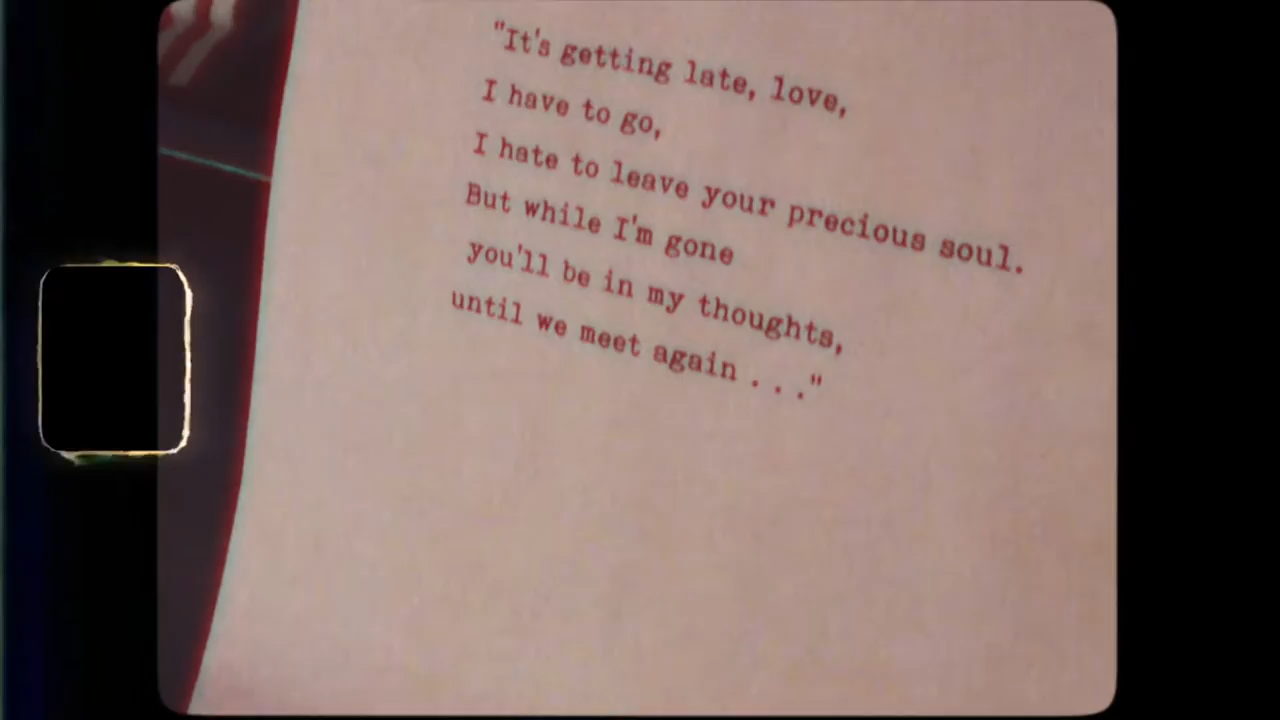 "It's getting late, love,
I have to go,
I hate to leave your precious soul.
But while I'm gone
you'll be in my thoughts,
until we meet again . . ."